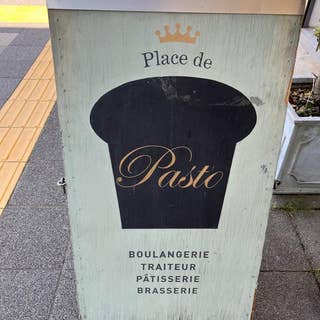 Place de
Pasto
BOULANGERIE
TRAITEUR
PÂTISSERIE
BRASSERIE